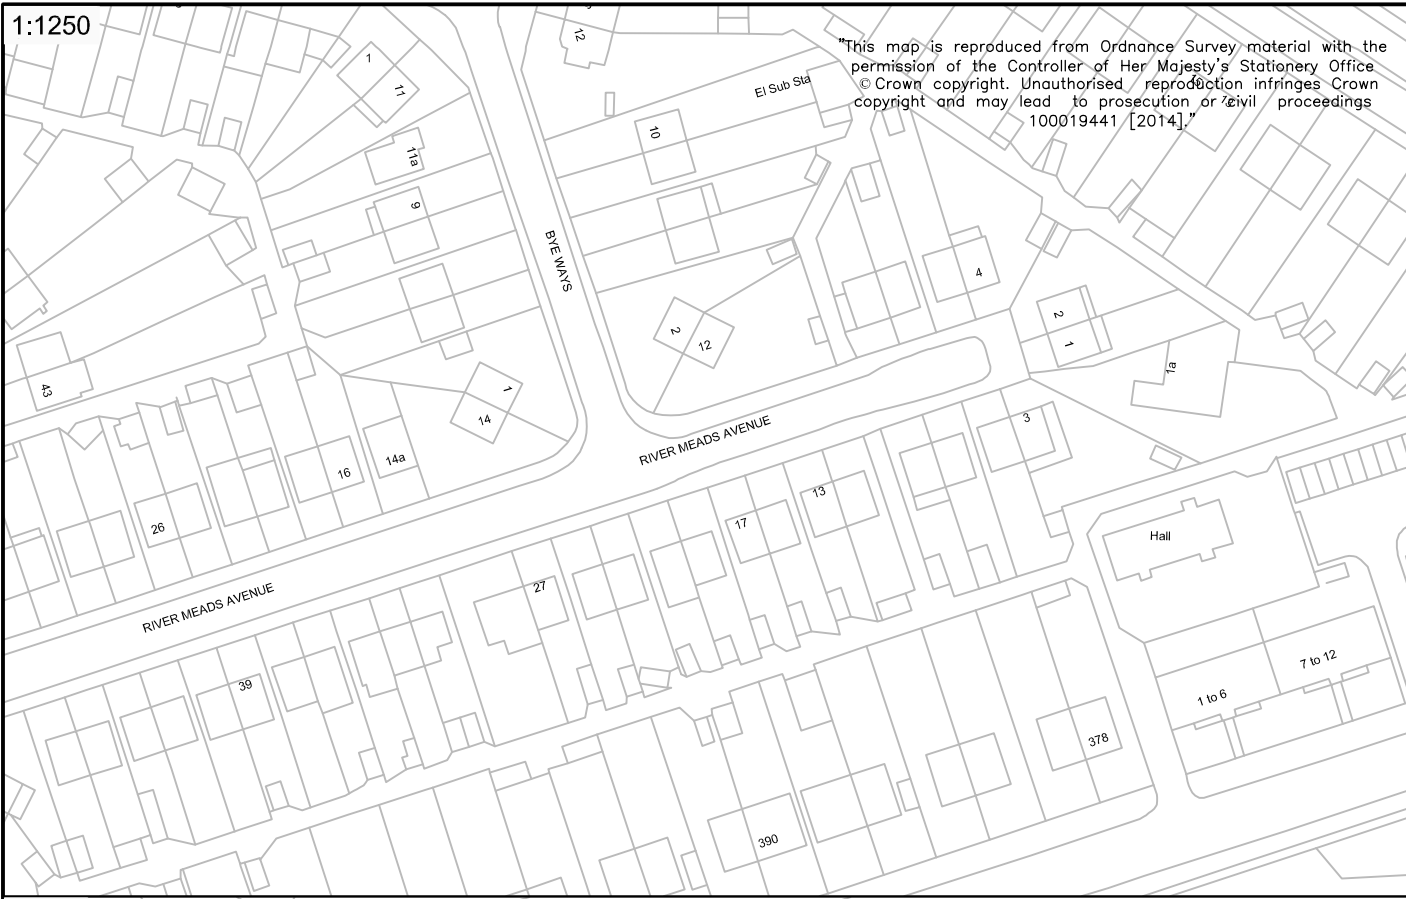 1:1250
"This map is reproduced from Ordnance Survey material with the
permission of the Controller of Her Majesty's Stationery Office
© Crown copyright. Unauthorised reproduction infringes Crown
copyright and may lead to prosecution or civil proceedings
100019441 [2014]."
12
1
11
El Sub Sta
10
11a
9
BYE WAYS
4
2
1
1a
2
12
43
1
14
3
RIVER MEADS AVENUE
14a
16
13
17
26
Hall
27
RIVER MEADS AVENUE
7 to 12
39
1 to 6
378
390